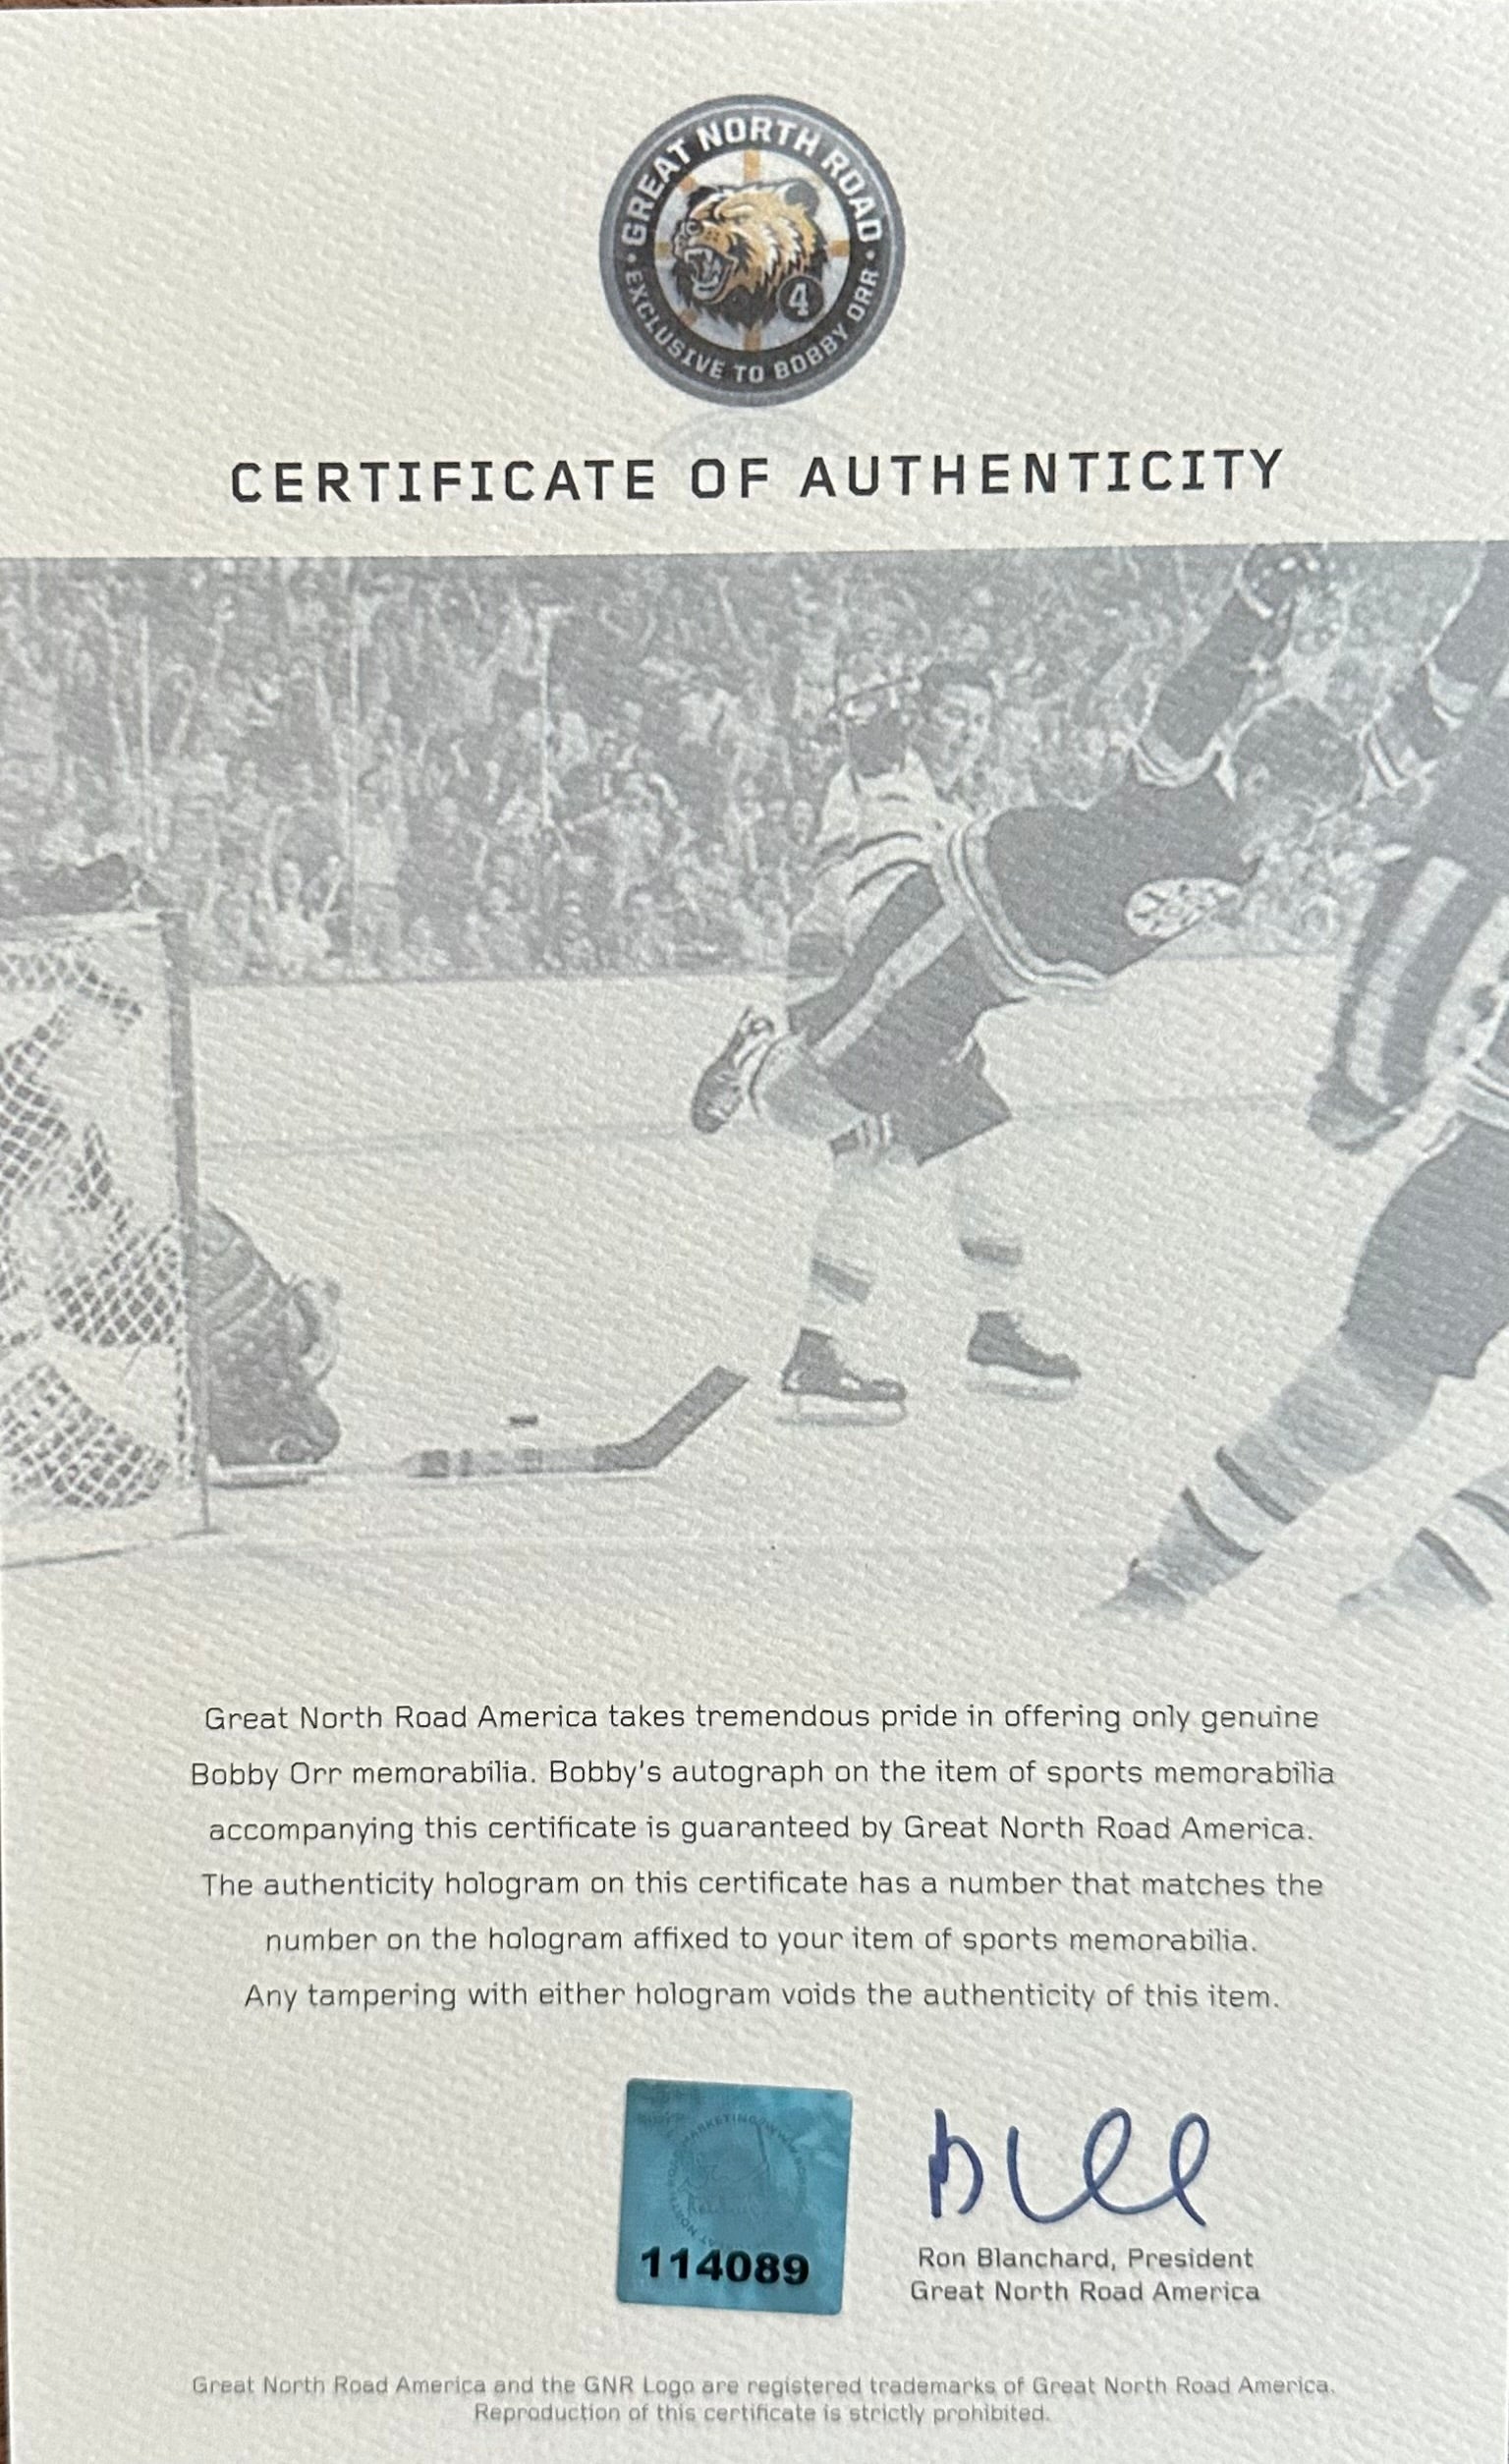 GREAT NORTH ROAD
4
EXCLUSIVE TO BOBBY ORR
CERTIFICATE OF AUTHENTICITY
Great North Road America takes tremendous pride in offering only genuine
Bobby Orr memorabilia. Bobby's autograph on the item of sports memorabilia
accompanying this certificate is guaranteed by Great North Road America.
The authenticity hologram on this certificate has a number that matches the
number on the hologram affixed to your item of sports memorabilia.
Any tampering with either hologram voids the authenticity of this item.
114089
Ron Blanchard, President
Great North Road America
Great North Road America and the GNR Logo are registered trademarks of Great North Road America.
Reproduction of this certificate is strictly prohibited.